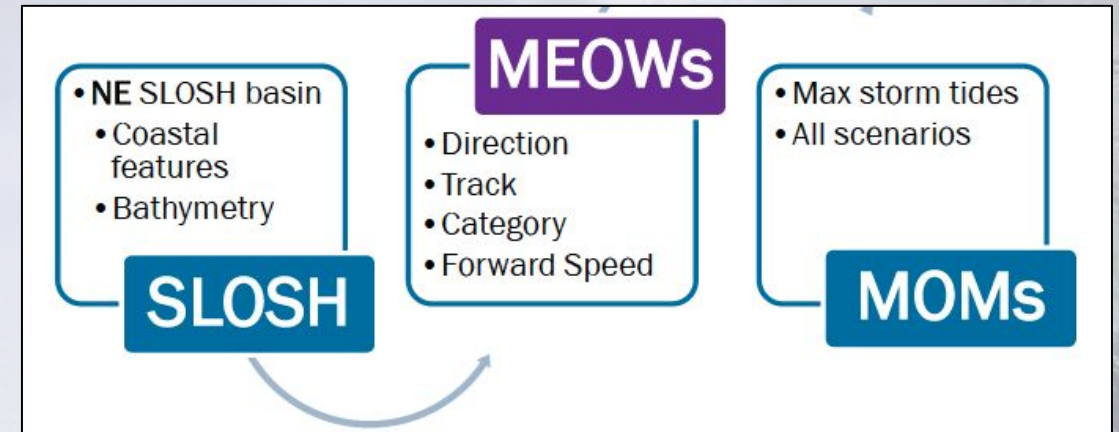 • NE SLOSH basin
• Coastal
features
• Bathymetry
SLOSH
MEOWs
• Direction
• Track
• Category
• Forward Speed
• Max storm tides
• All scenarios
MOMs